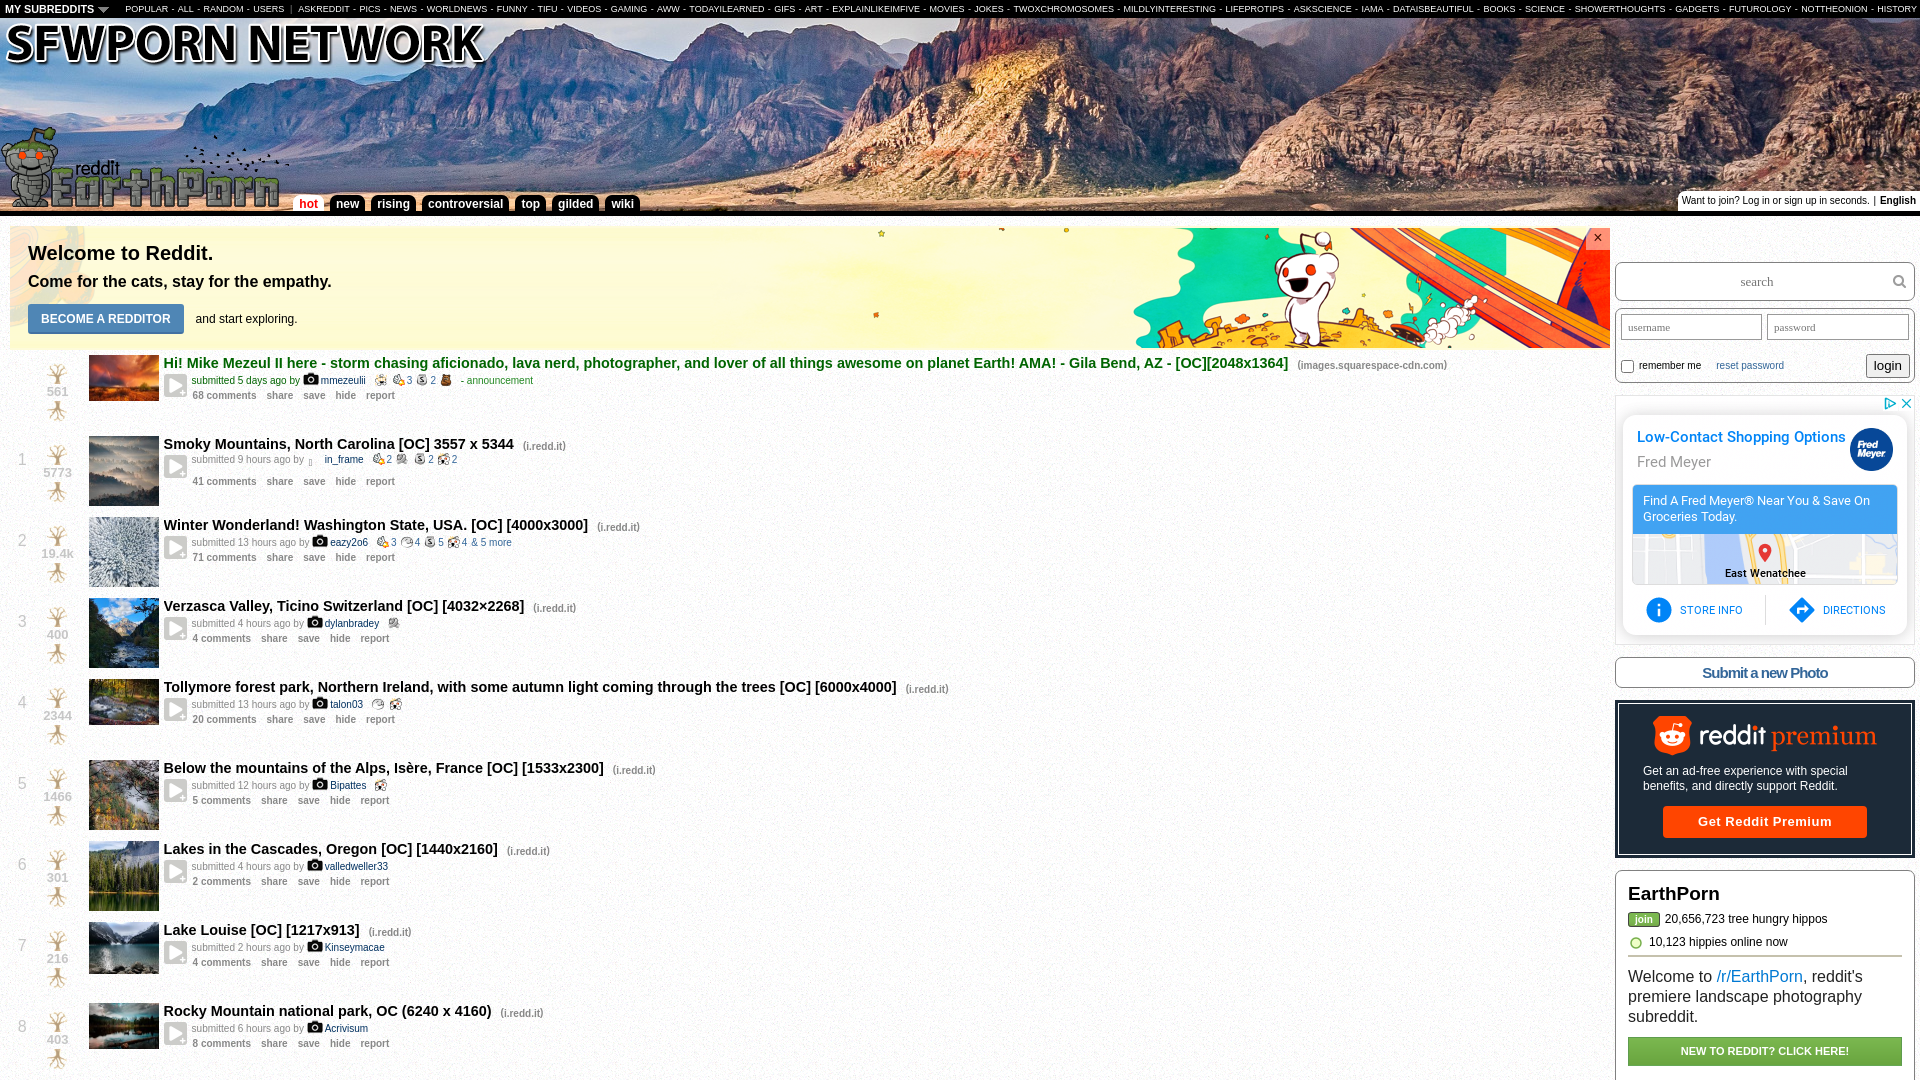 MY SUBREDDITS POPULAR - ALL - RANDOM - USERS | ASKREDDIT - PICS - NEWS - WORLDNEWS - FUNNY - TIFU - VIDEOS - GAMING - AWW - TODAYILEARNED - GIFS - ART - EXPLAINLIKEIMFIVE - MOVIES - JOKES - TWOXCHROMOSOMES - MILDLYINTERESTING - LIFEPROTIPS - ASKSCIENCE - IAMA - DATAISBEAUTIFUL - BOOKS - SCIENCE - SHOWERTHOUGHTS - GADGETS - FUTUROLOGY - NOTTHEONION - HISTORY
SFWPORN NETWORK
reddit
EarthPorn
hot new rising controversial top gilded wiki
Want to join? Log in or sign up in seconds. | English
Welcome to Reddit.
Come for the cats, stay for the empathy.
BECOME A REDDITOR and start exploring.
×
561
Hi! Mike Mezeul II here - storm chasing aficionado, lava nerd, photographer, and lover of all things awesome on planet Earth! AMA! - Gila Bend, AZ - [OC][2048x1364] (images.squarespace-cdn.com)
submitted 5 days ago by mmezeulii 3 2 - announcement
68 comments share save hide report
1
5773
Smoky Mountains, North Carolina [OC] 3557 x 5344 (i.redd.it)
submitted 9 hours ago by in_frame 2 2 2
41 comments share save hide report
2
19.4k
Winter Wonderland! Washington State, USA. [OC] [4000x3000] (i.redd.it)
submitted 13 hours ago by eazy2o6 3 4 5 4 & 5 more
71 comments share save hide report
3
400
Verzasca Valley, Ticino Switzerland [OC] [4032×2268] (i.redd.it)
submitted 4 hours ago by dylanbradey
4 comments share save hide report
4
2344
Tollymore forest park, Northern Ireland, with some autumn light coming through the trees [OC] [6000x4000] (i.redd.it)
submitted 13 hours ago by talon03
20 comments share save hide report
5
1466
Below the mountains of the Alps, Isère, France [OC] [1533x2300] (i.redd.it)
submitted 12 hours ago by Bipattes
5 comments share save hide report
6
301
Lakes in the Cascades, Oregon [OC] [1440x2160] (i.redd.it)
submitted 4 hours ago by valledweller33
2 comments share save hide report
7
216
Lake Louise [OC] [1217x913] (i.redd.it)
submitted 2 hours ago by Kinseymacae
4 comments share save hide report
8
403
Rocky Mountain national park, OC (6240 x 4160) (i.redd.it)
submitted 6 hours ago by Acrivisum
8 comments share save hide report
search
username password
remember me reset password login
Low-Contact Shopping Options
Fred Meyer
Fred Meyer
Find A Fred Meyer® Near You & Save On
Groceries Today.
East Wenatchee
STORE INFO DIRECTIONS
Submit a new Photo
reddit premium
Get an ad-free experience with special
benefits, and directly support Reddit.
Get Reddit Premium
EarthPorn
join 20,656,723 tree hungry hippos
10,123 hippies online now
Welcome to /r/EarthPorn, reddit's
premiere landscape photography
subreddit.
NEW TO REDDIT? CLICK HERE!